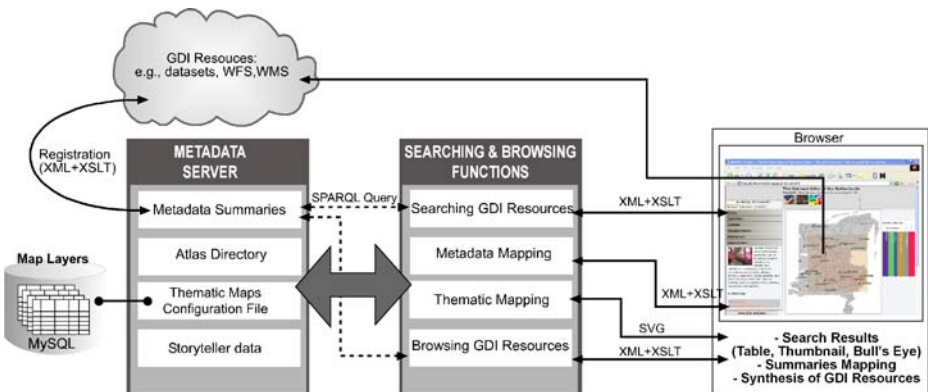 GDI Resouces:
e.g., datasets, WFS,WMS
Registration
(XML+XSLT)
METADATA
SERVER
Metadata Summaries
Atlas Directory
Thematic Maps
Configuration File
Storyteller data
Map Layers
MySQL
SPARQL Query
SEARCHING & BROWSING
FUNCTIONS
Searching GDI Resources
Metadata Mapping
Thematic Mapping
Browsing GDI Resources
XML+XSLT
XML+XSLT
SVG
XML+XSLT
Browser
- Search Results
(Table, Thumbnail, Bull's Eye)
- Summaries Mapping
- Synthesis of GDI Resources